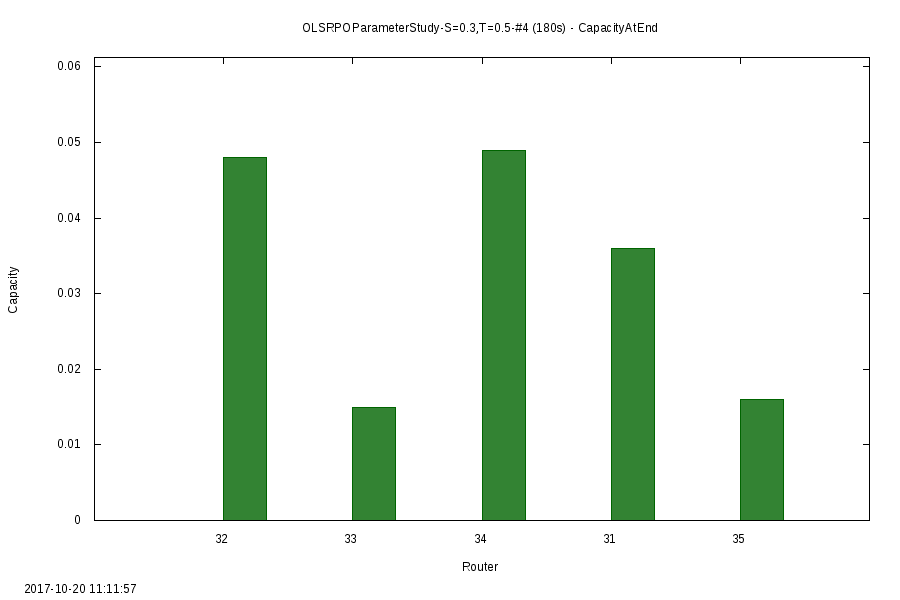 OLSRPOParameterStudy-S=0.3,T=0.5-#4 (180s) - CapacityAtEnd
0.06
0.05
0.04
0.03
0.02
0.01
0
Capacity
32 33 34 31 35
Router
2017-10-20 11:11:57